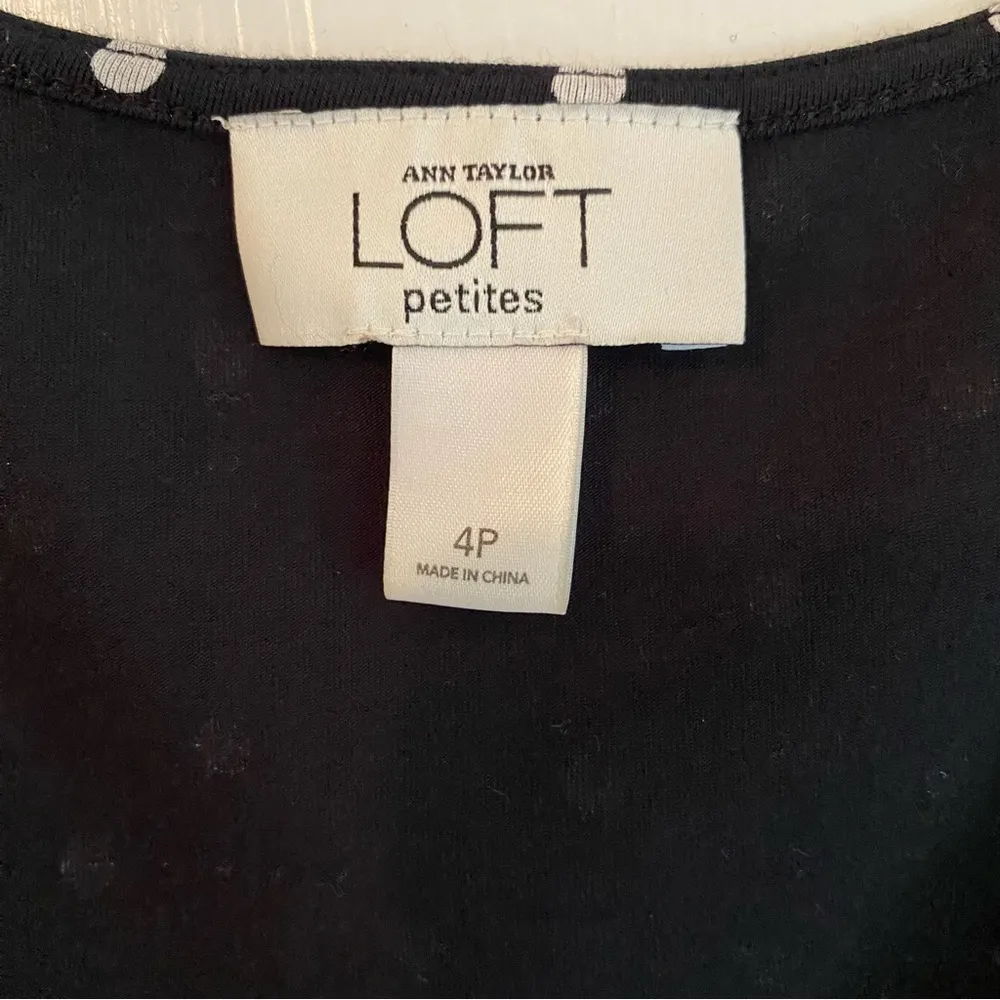 ANN TAYLOR
LOFT
petites
4P
MADE IN CHINA